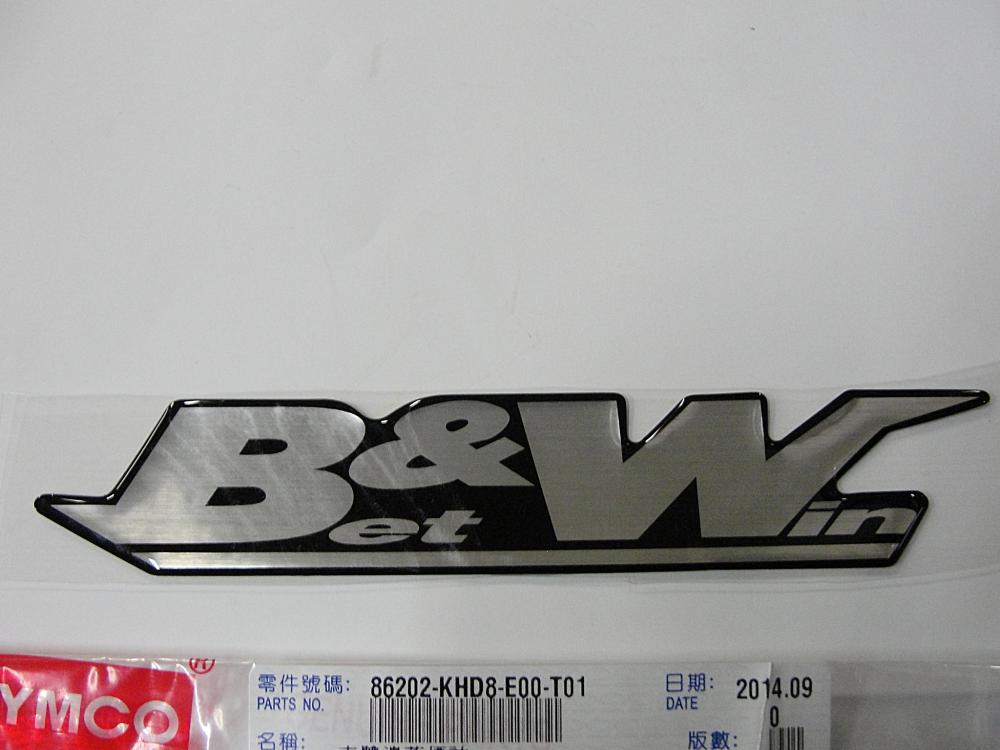 B&W
et in
YMCO ®
零件號碼: 86202-KHD8-E00-T01 日期: 2014.09
PARTS NO. DATE
0
名稱: 版數: